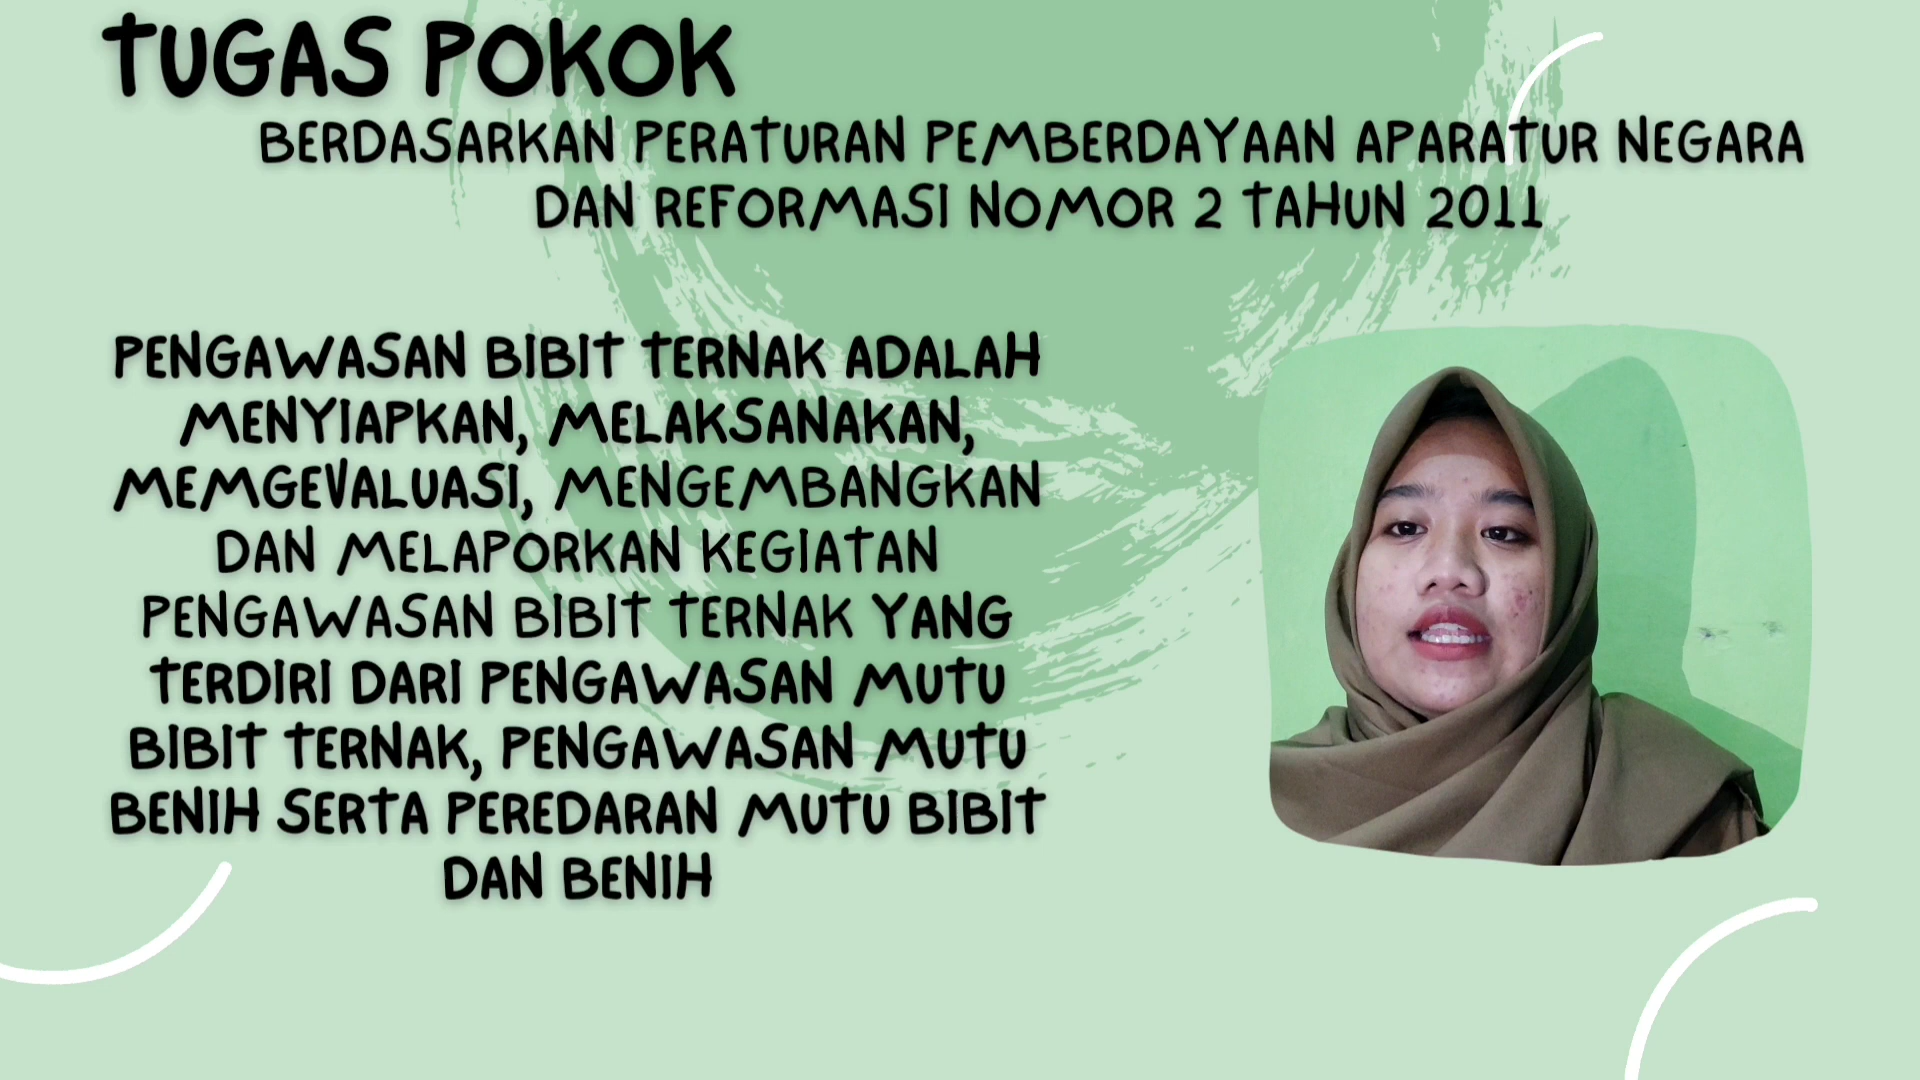 TUGAS POKOK
BERDASARKAN PERATURAN PEMBERDAYAAN APARATUR NEGARA
DAN REFORMASI NOMOR 2 TAHUN 2011
PENGAWASAN BIBIT TERNAK ADALAH
MENYIAPKAN, MELAKSANAKAN,
MEMGEVALUASI, MENGEMBANGKAN
DAN MELAPORKAN KEGIATAN
PENGAWASAN BIBIT TERNAK YANG
TERDIRI DARI PENGAWASAN MUTU
BIBIT TERNAK, PENGAWASAN MUTU
BENIH SERTA PEREDARAN MUTU BIBIT
DAN BENIH